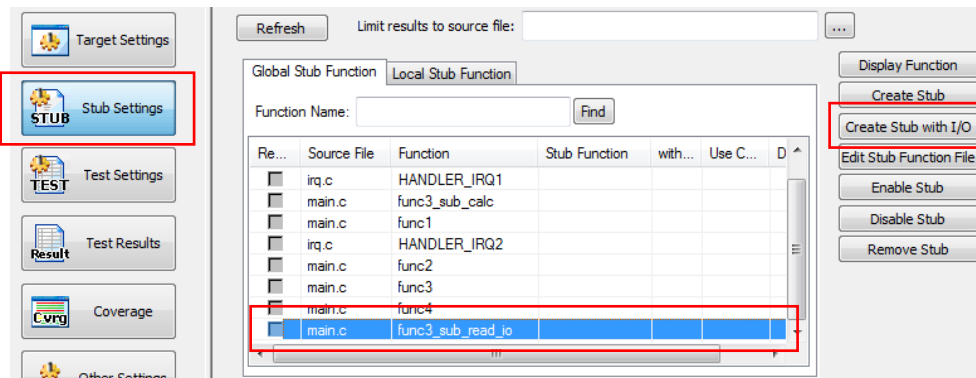 Target Settings
STUB
Stub Settings
TEST
Test Settings
Result
Test Results
Cvrg
Coverage
Other Settings
Refresh
Limit results to source file:
...
Global Stub Function
Local Stub Function
Function Name:
Find
Re... Source File Function Stub Function with... Use C... D
irq.c HANDLER_IRQ1
main.c func3_sub_calc
main.c func1
irq.c HANDLER_IRQ2
main.c func2
main.c func3
main.c func4
main.c func3_sub_read_io
Display Function
Create Stub
Create Stub with I/O
Edit Stub Function File
Enable Stub
Disable Stub
Remove Stub